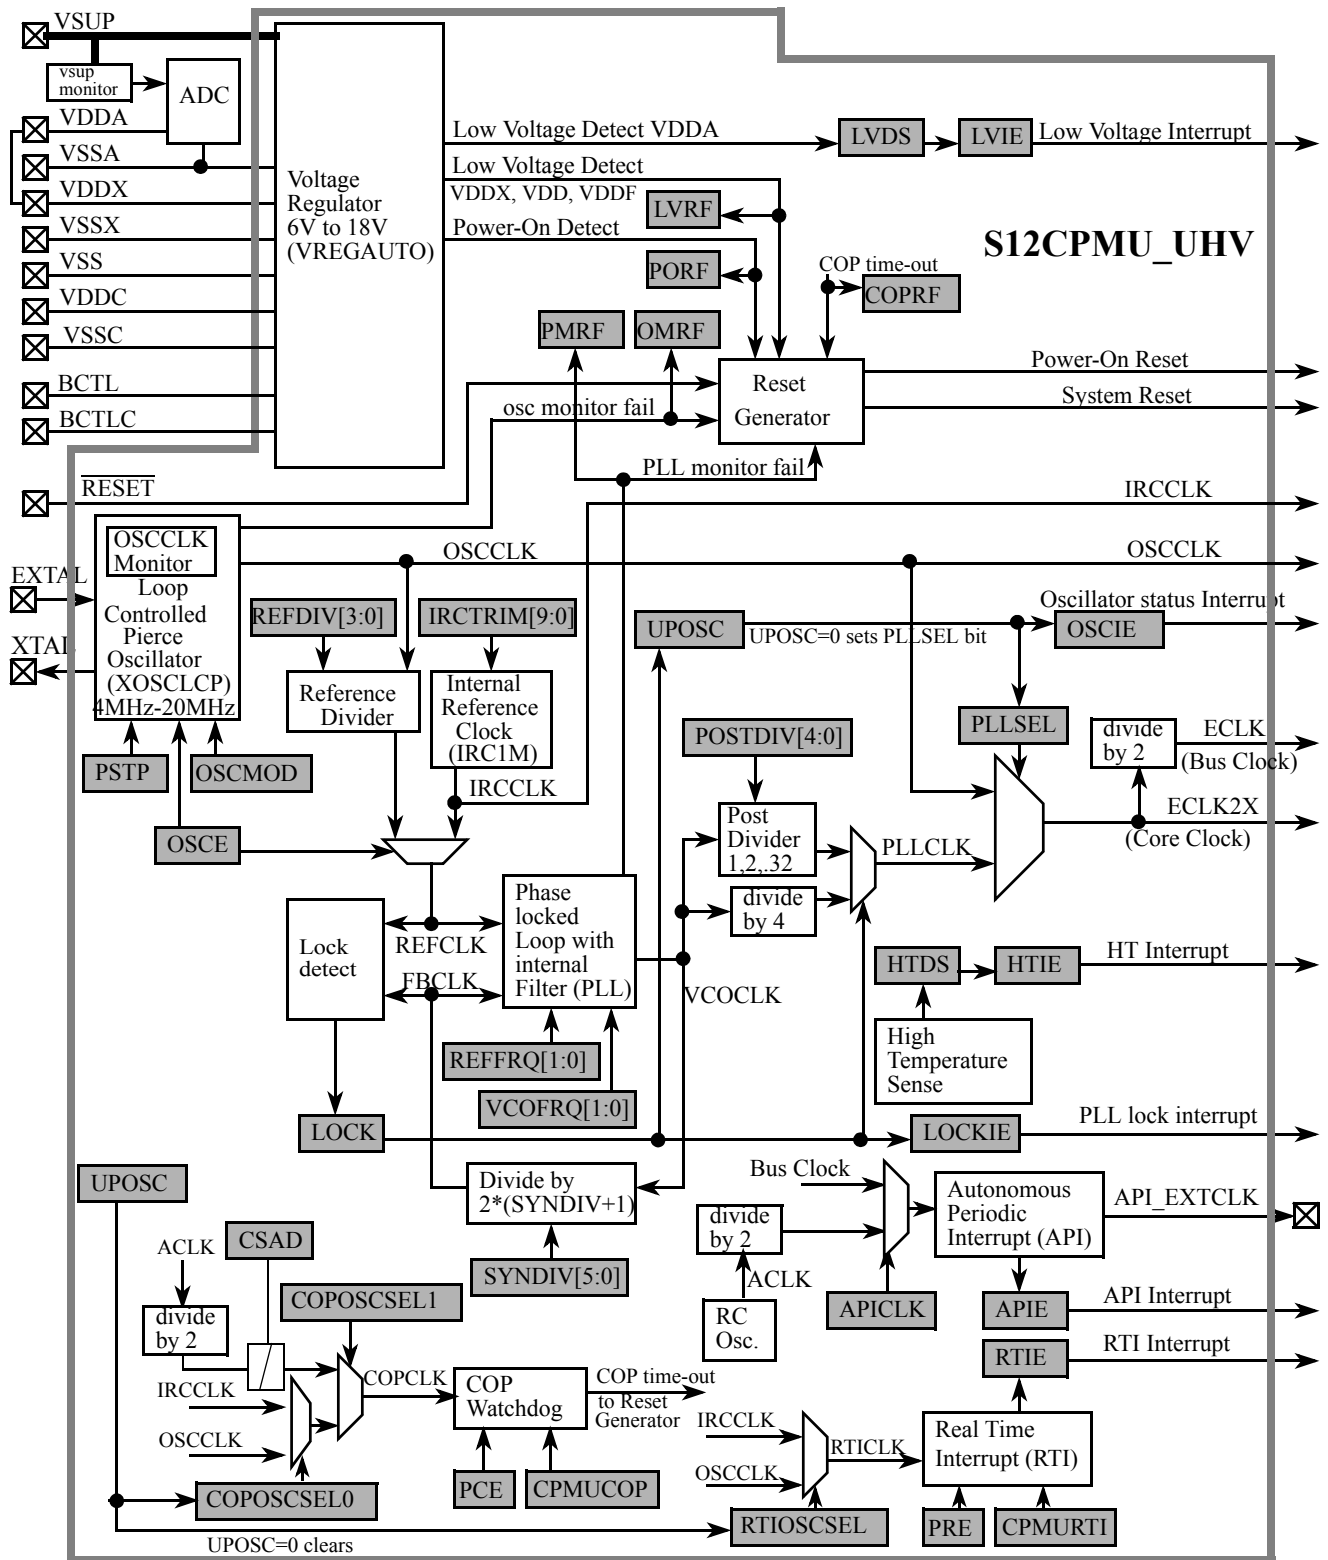 VSUP
vsup
monitor
ADC
VDDA
VSSA
VDDX
VSSX
VSS
VDDC
VSSC
BCTL
BCTLC
Voltage
Regulator
6V to 18V
(VREGAUTO)
Low Voltage Detect VDDA
LVDS
LVIE
Low Voltage Interrupt
Low Voltage Detect
VDDX, VDD, VDDF
LVRF
Power-On Detect
PORF
S12CPMU_UHV
COP time-out
COPRF
PMRF
OMRF
Reset
Generator
Power-On Reset
System Reset
osc monitor fail
PLL monitor fail
RESET
IRCCLK
OSCCLK
Monitor
Loop
Controlled
Pierce
Oscillator
(XOSCLCP)
4MHz-20MHz
EXTAL
XTAL
OSCCLK
OSCCLK
REFDIV[3:0]
IRCTRIM[9:0]
UPOSC
UPOSC=0 sets PLLSEL bit
Oscillator status Interrupt
OSCIE
Reference
Divider
Internal
Reference
Clock
(IRC1M)
PSTP
OSCMOD
IRCCLK
OSCE
POSTDIV[4:0]
PLLSEL
divide
by 2
ECLK
(Bus Clock)
ECLK2X
(Core Clock)
Post
Divider
1,2,.32
PLLCLK
divide
by 4
Lock
detect
REFCLK
FBCLK
Phase
locked
Loop with
internal
Filter (PLL)
VCOCLK
REFFRQ[1:0]
VCOFRQ[1:0]
HTDS
HTIE
HT Interrupt
High
Temperature
Sense
LOCK
LOCKIE
PLL lock interrupt
UPOSC
Divide by
2*(SYNDIV+1)
SYNDIV[5:0]
Bus Clock
divide
by 2
ACLK
RC
Osc.
APICLK
Autonomous
Periodic
Interrupt (API)
API_EXTCLK
APIE
API Interrupt
RTIE
RTI Interrupt
ACLK
CSAD
divide
by 2
COPOSCSEL1
IRCCLK
OSCCLK
COPCLK
COP
Watchdog
COP time-out
to Reset
Generator
COPOSCSEL0
PCE
CPMUCOP
IRCCLK
OSCCLK
RTICLK
Real Time
Interrupt (RTI)
RTIOSCSEL
PRE
CPMURTI
UPOSC=0 clears